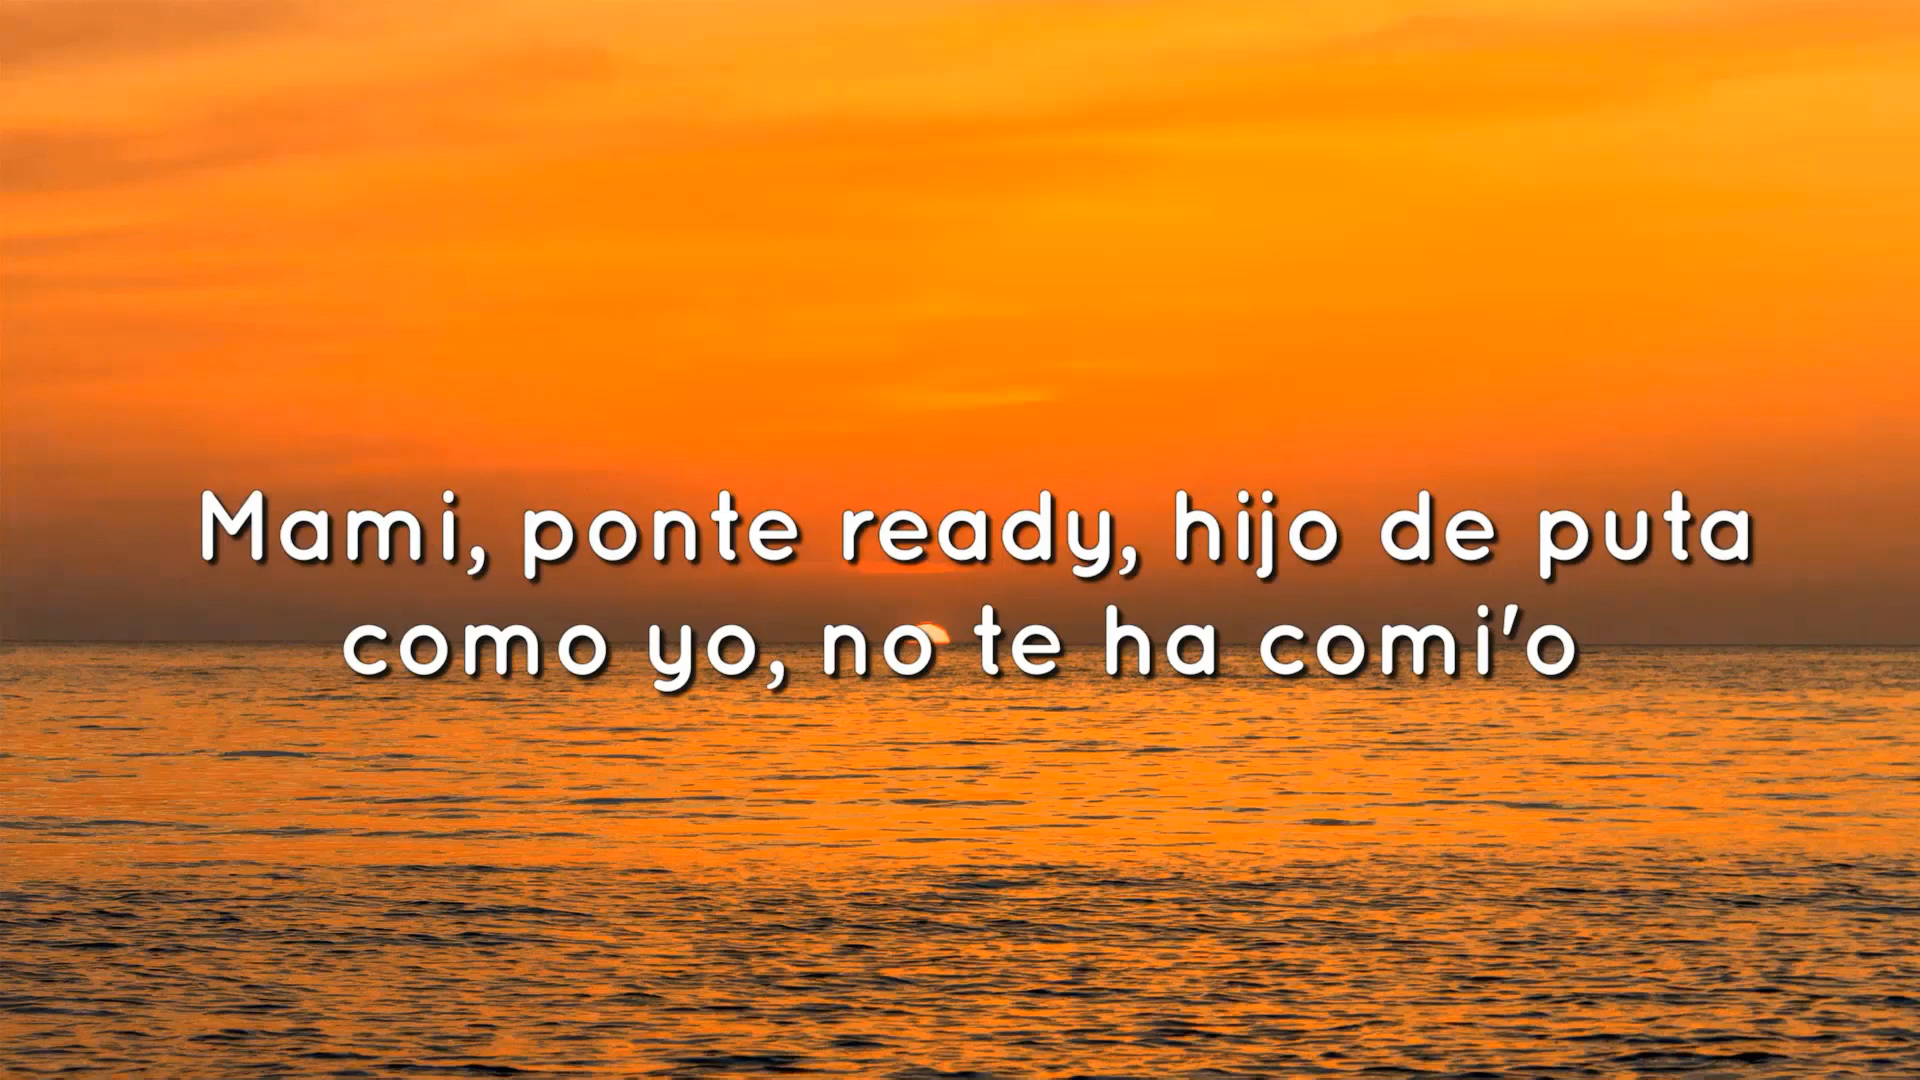 Mami, ponte ready, hijo de puta
como yo, no te ha comi'o